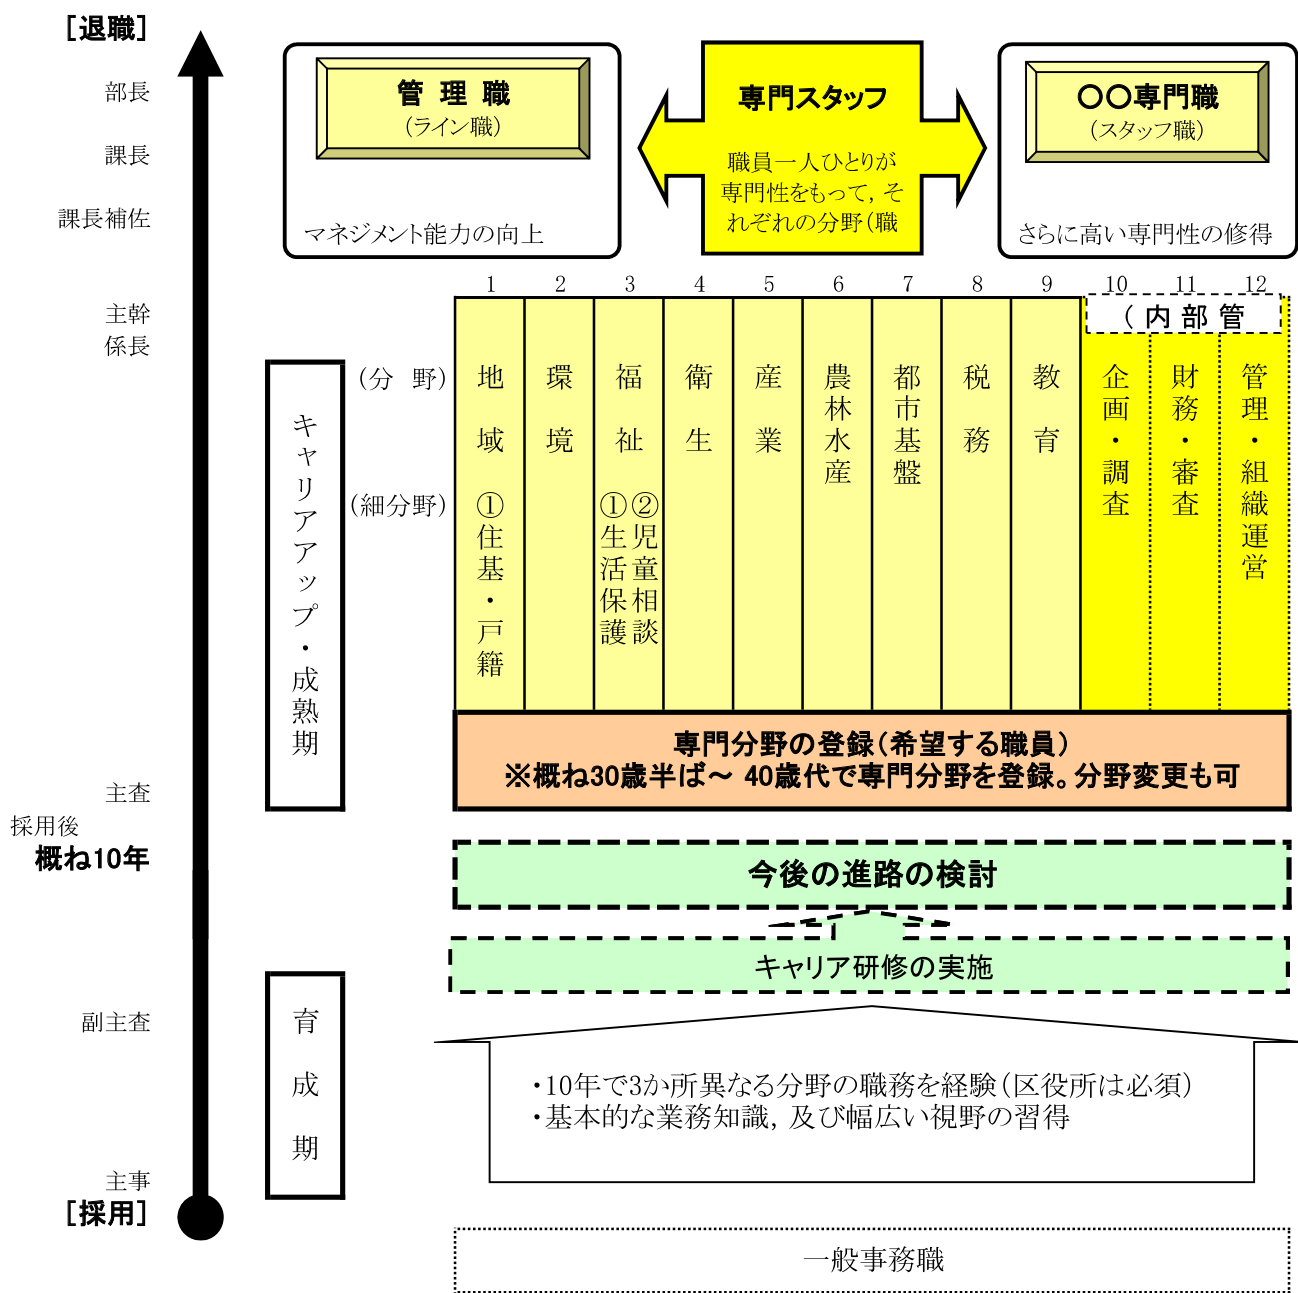 [退職]
部長
課長
課長補佐
主幹
係長
主査
採用後
概ね10年
副主査
主事
[採用]
管 理 職
(ライン職)
マネジメント能力の向上
専門スタッフ
職員一人ひとりが
専門性をもって，そ
れぞれの分野(職
〇〇専門職
(スタッフ職)
さらに高い専門性の修得
1 2 3 4 5 6 7 8 9 10 11 12
(内 部 管
キャリアアップ・成熟期
(分 野)
(細分野)
地域
①住基・戸籍
環境
福祉
①生活保護
②児童相談
衛生
産業
農林水産
都市基盤
税務
教育
企画・調査
財務・審査
管理・組織運営
専門分野の登録(希望する職員)
※概ね30歳半ば～ 40歳代で専門分野を登録。分野変更も可
今後の進路の検討
キャリア研修の実施
育成期
・10年で3か所異なる分野の職務を経験(区役所は必須)
・基本的な業務知識，及び幅広い視野の習得
一般事務職